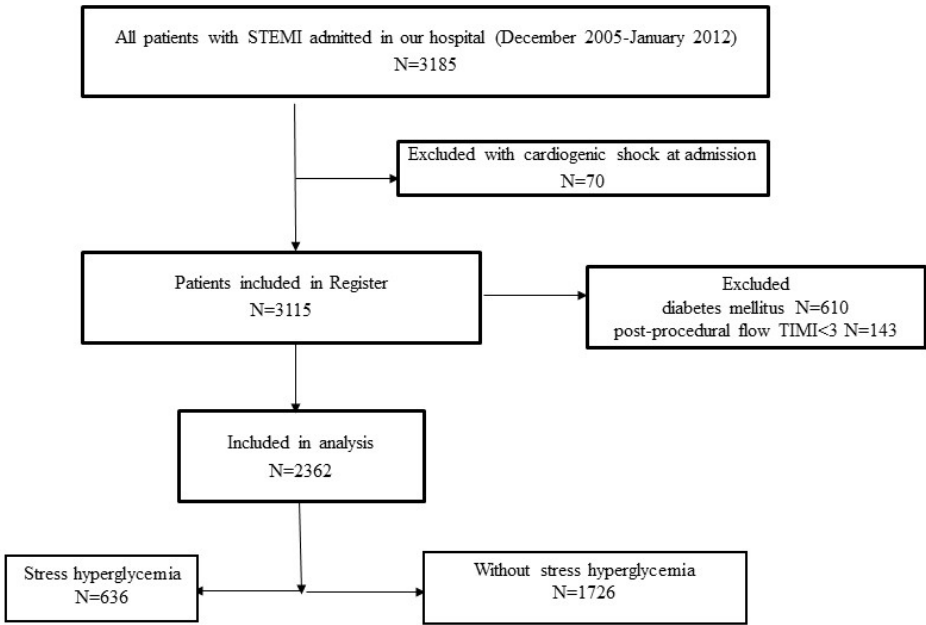 All patients with STEMI admitted in our hospital (December 2005-January 2012)
N=3185
Excluded with cardiogenic shock at admission
N=70
Patients included in Register
N=3115
Excluded
diabetes mellitus N=610
post-procedural flow TIMI<3 N=143
Included in analysis
N=2362
Stress hyperglycemia
N=636
Without stress hyperglycemia
N=1726